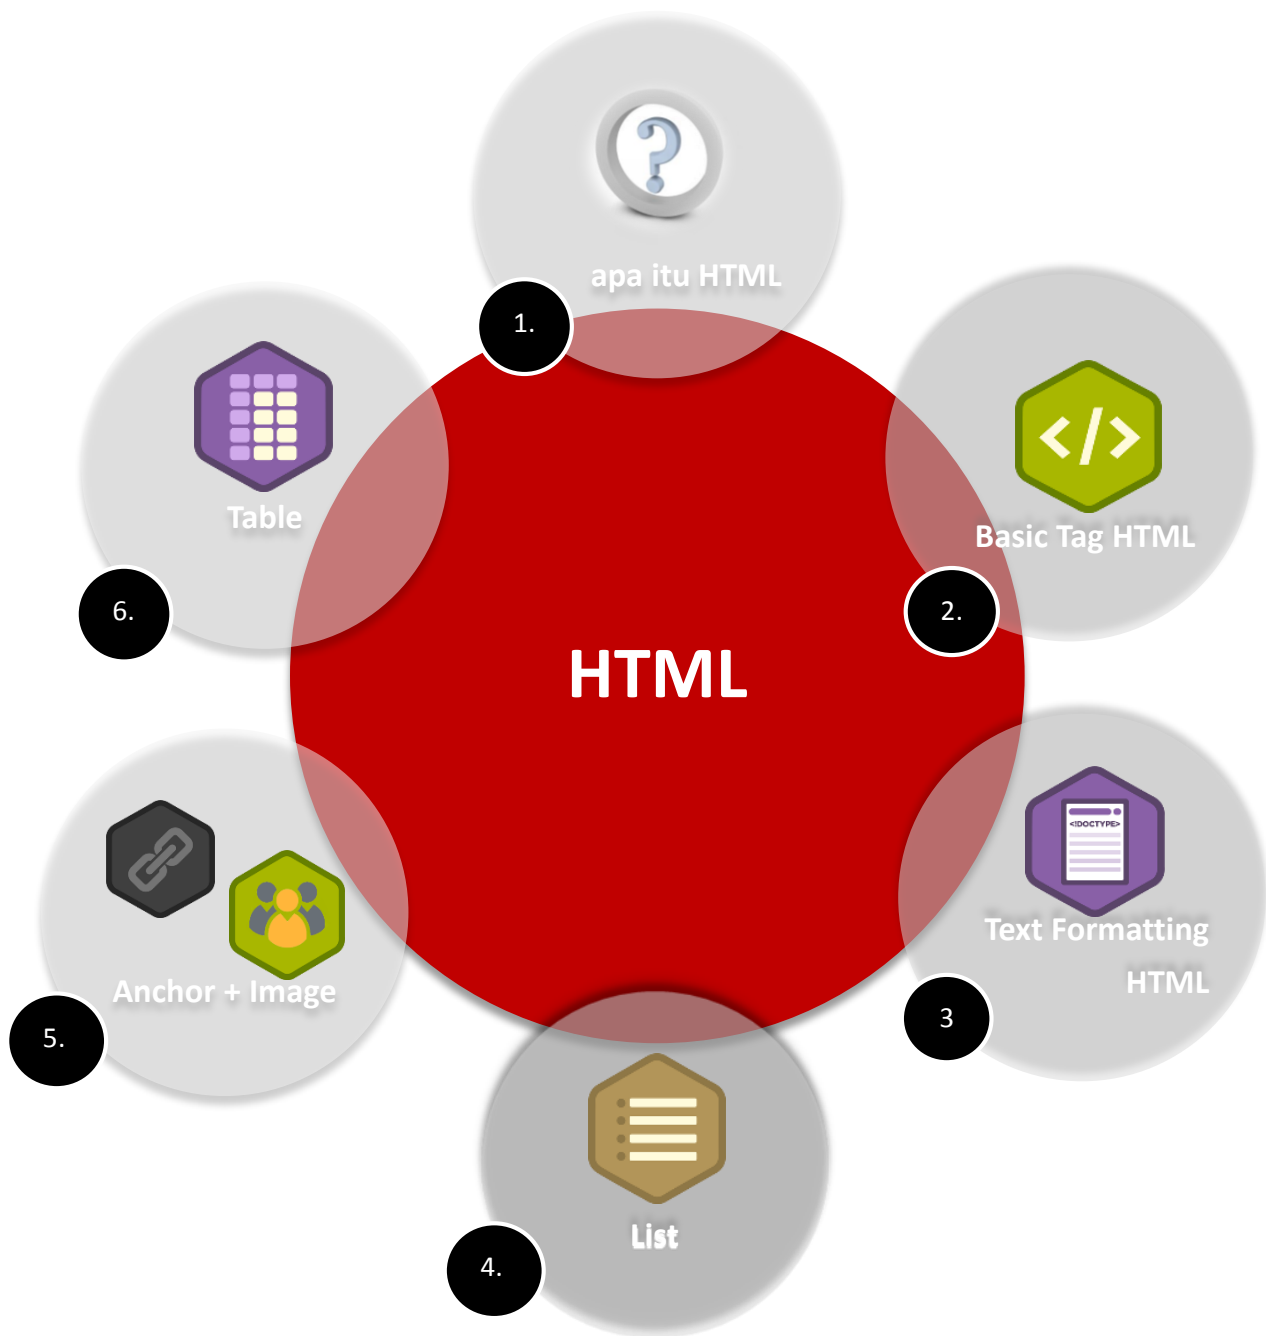 apa itu HTML
1.
</>
Basic Tag HTML
2.
<!DOCTYPE>
Text Formatting
HTML
3
List
4.
Anchor + Image
5.
Table
6.
HTML